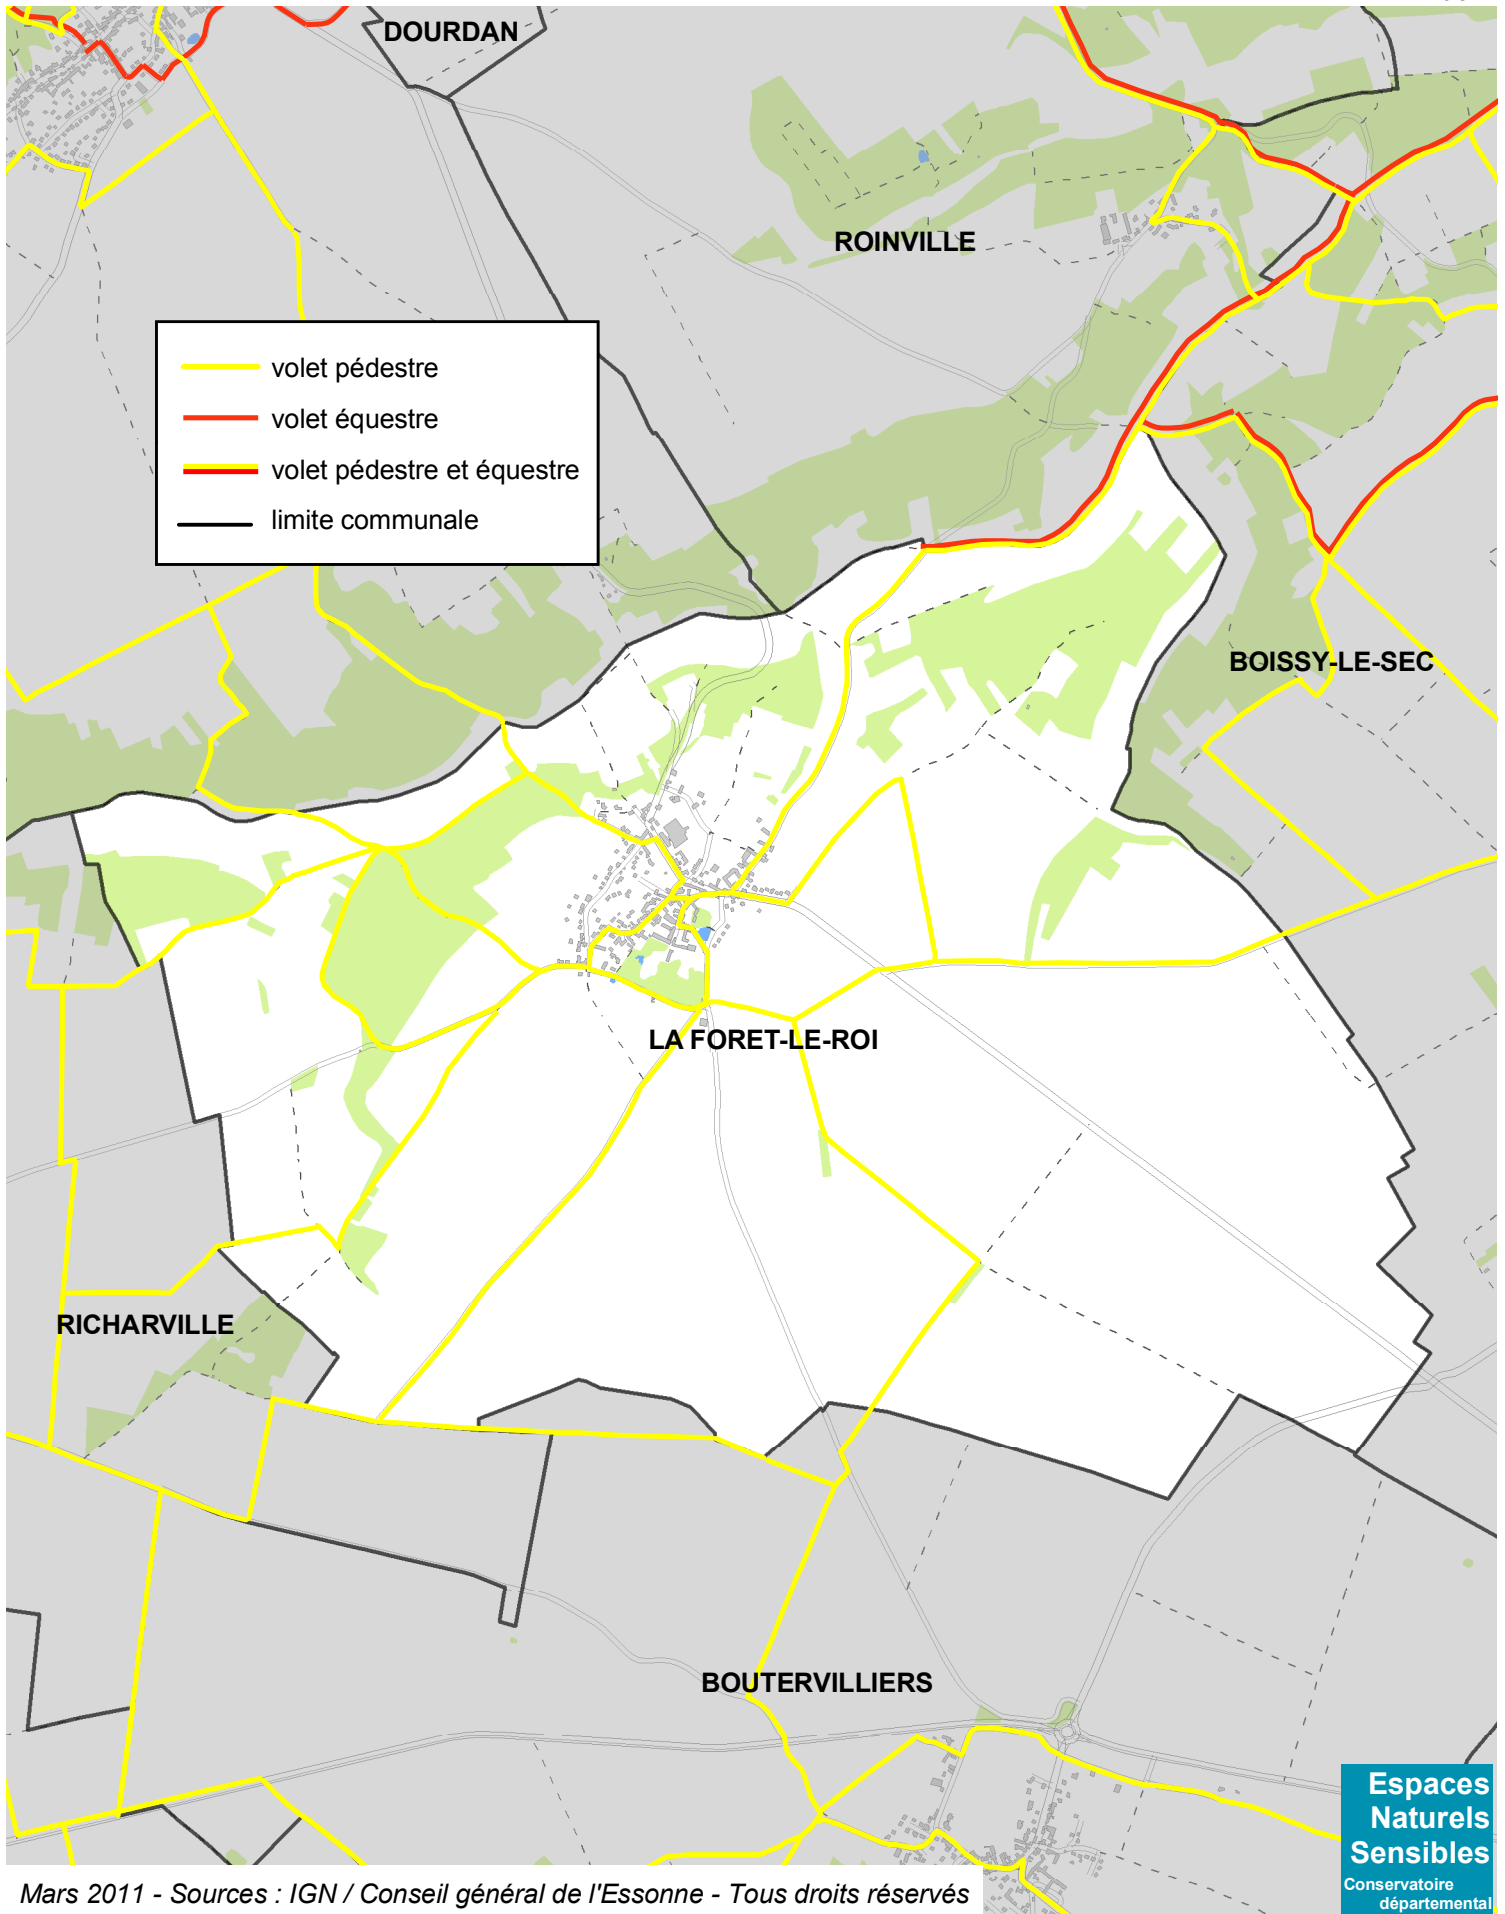 DOURDAN
ROINVILLE
volet pédestre
volet équestre
volet pédestre et équestre
limite communale
BOISSY-LE-SEC
LA FORET-LE-ROI
RICHARVILLE
BOUTERVILLIERS
Espaces
Naturels
Sensibles
Conservatoire
départemental
Mars 2011 - Sources : IGN / Conseil général de l'Essonne - Tous droits réservés